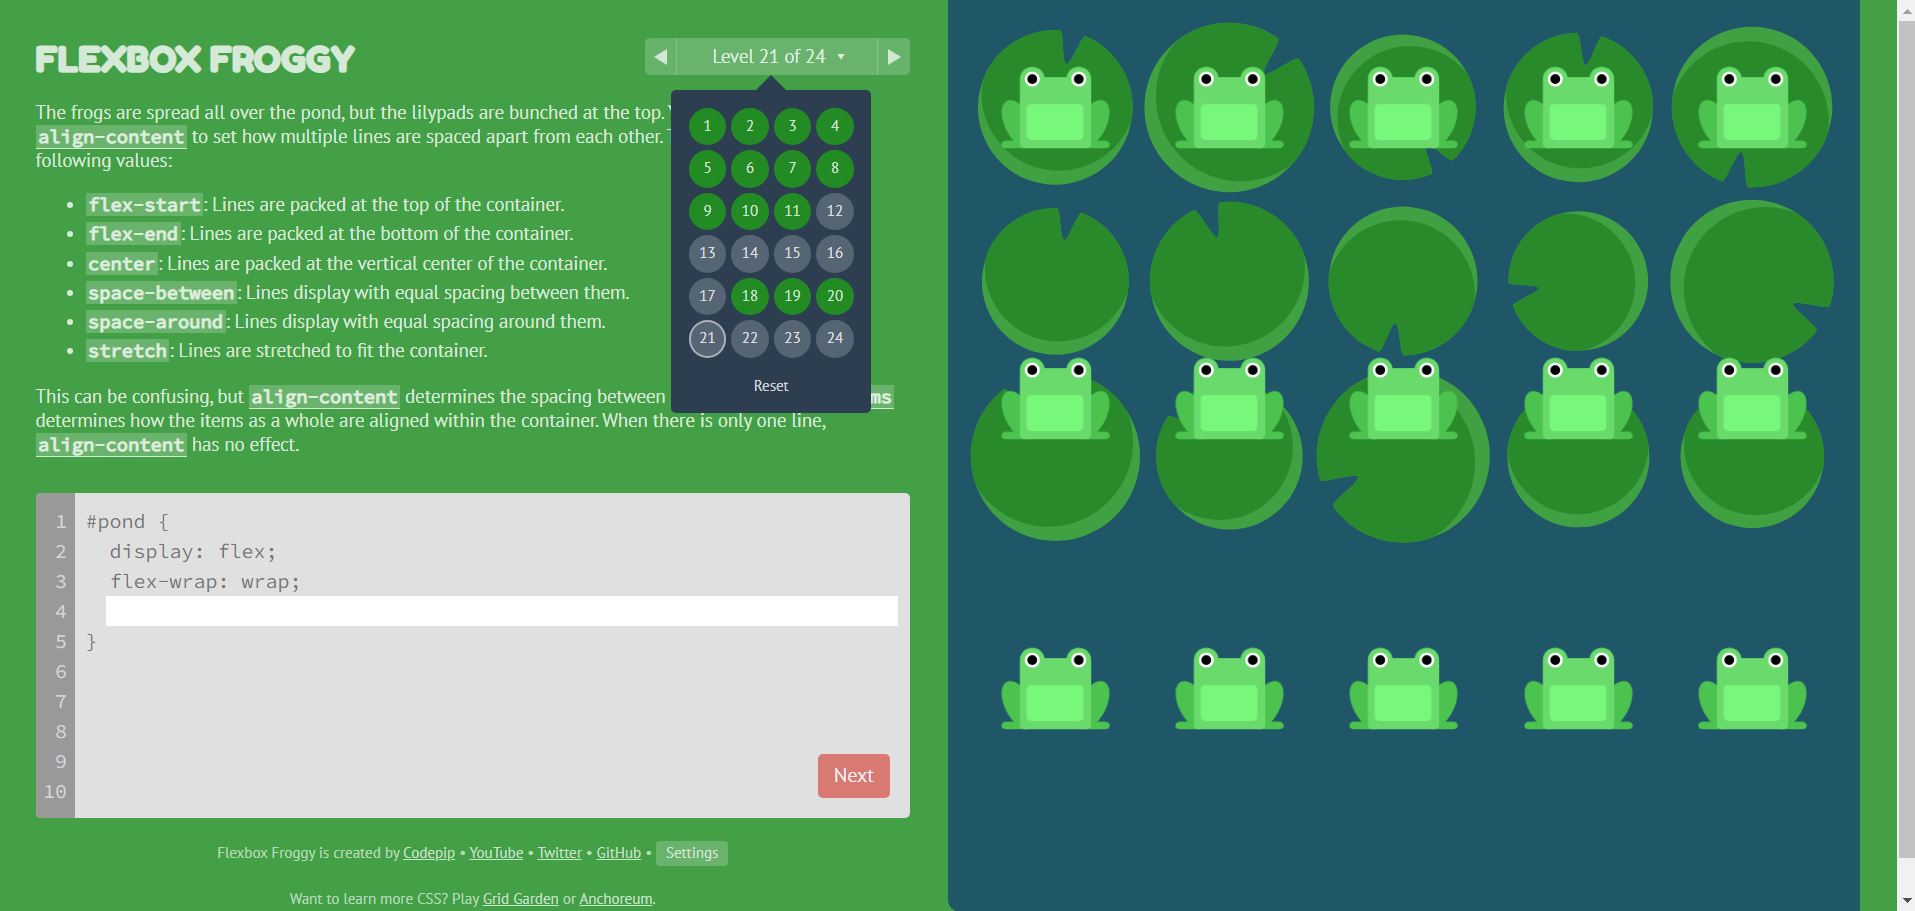 FLEXBOX FROGGY
Level 21 of 24
The frogs are spread all over the pond, but the lilypads are bunched at the top.
align-content to set how multiple lines are spaced apart from each other.
following values:
flex-start: Lines are packed at the top of the container.
flex-end: Lines are packed at the bottom of the container.
center: Lines are packed at the vertical center of the container.
space-between: Lines display with equal spacing between them.
space-around: Lines display with equal spacing around them.
stretch: Lines are stretched to fit the container.
This can be confusing, but align-content determines the spacing between ms
determines how the items as a whole are aligned within the container. When there is only one line,
align-content has no effect.
1 2 3 4
5 6 7 8
9 10 11 12
13 14 15 16
17 18 19 20
21 22 23 24
Reset
1 #pond {
2 display: flex;
3 flex-wrap: wrap;
4
5 }
6
7
8
9
10
Next
Flexbox Froggy is created by Codepip • YouTube • Twitter • GitHub • Settings
Want to learn more CSS? Play Grid Garden or Anchoreum.